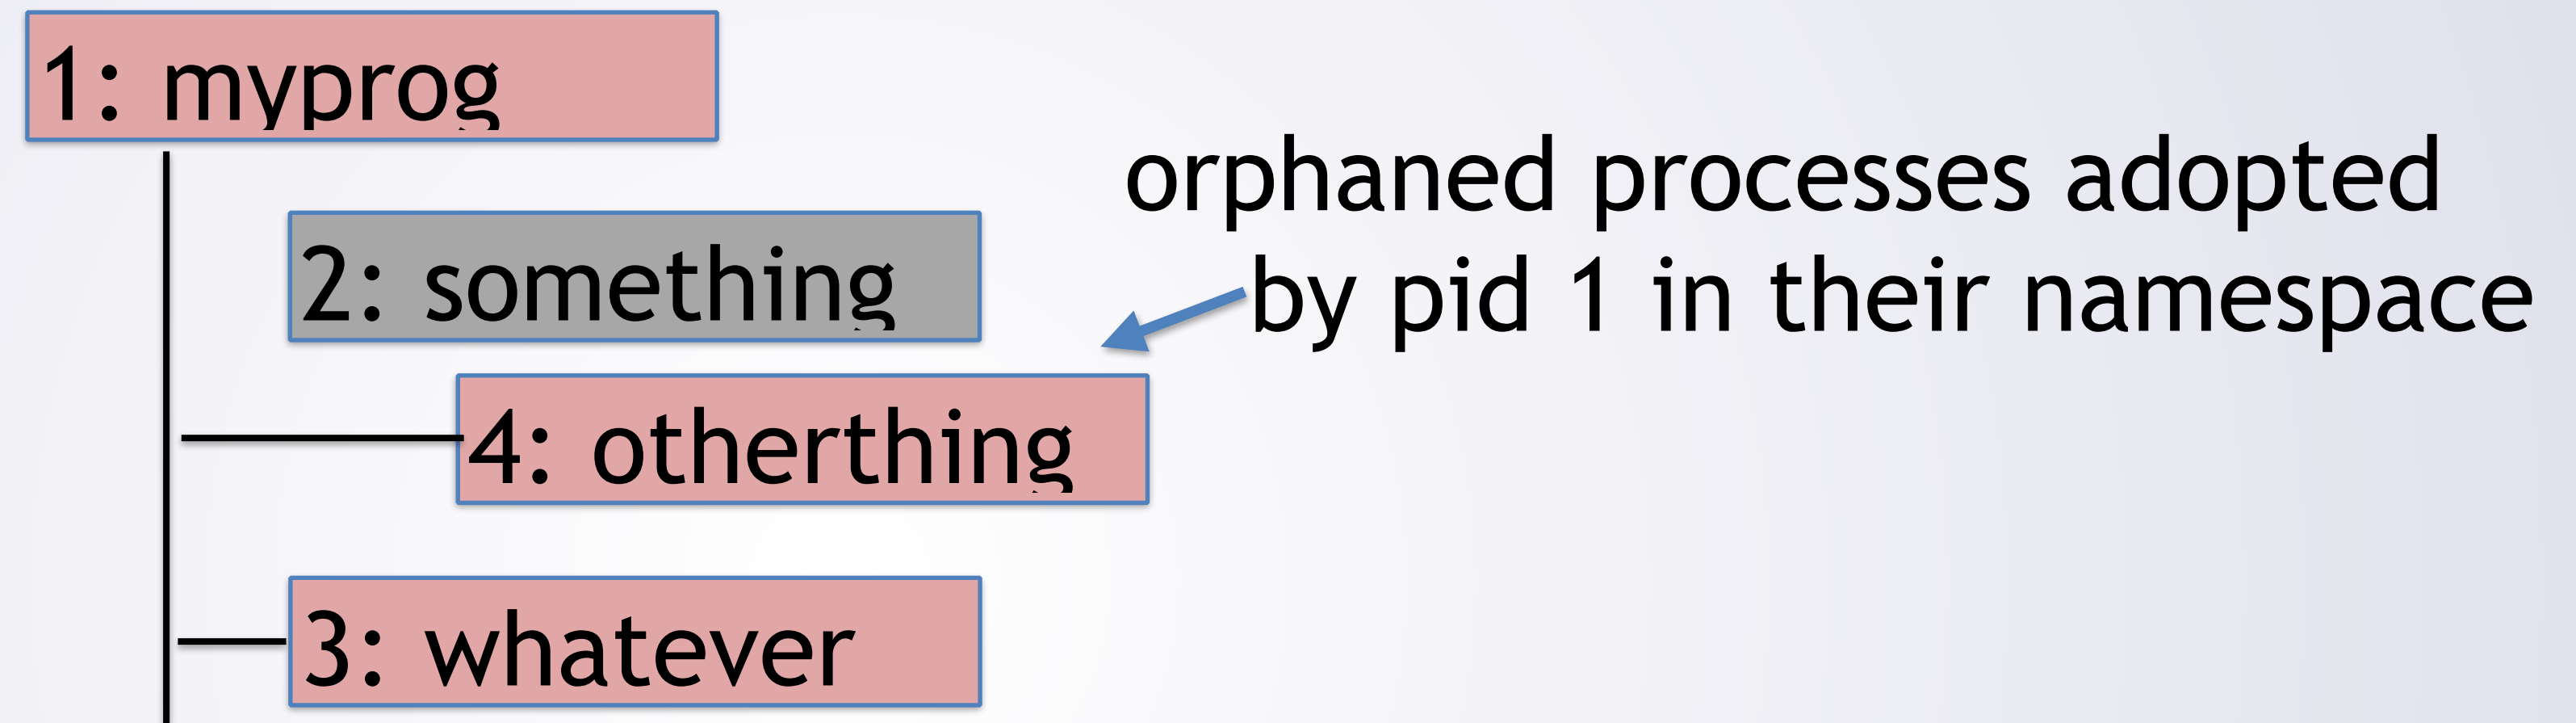 1: myprog
orphaned processes adopted
by pid 1 in their namespace
2: something
4: otherthing
3: whatever